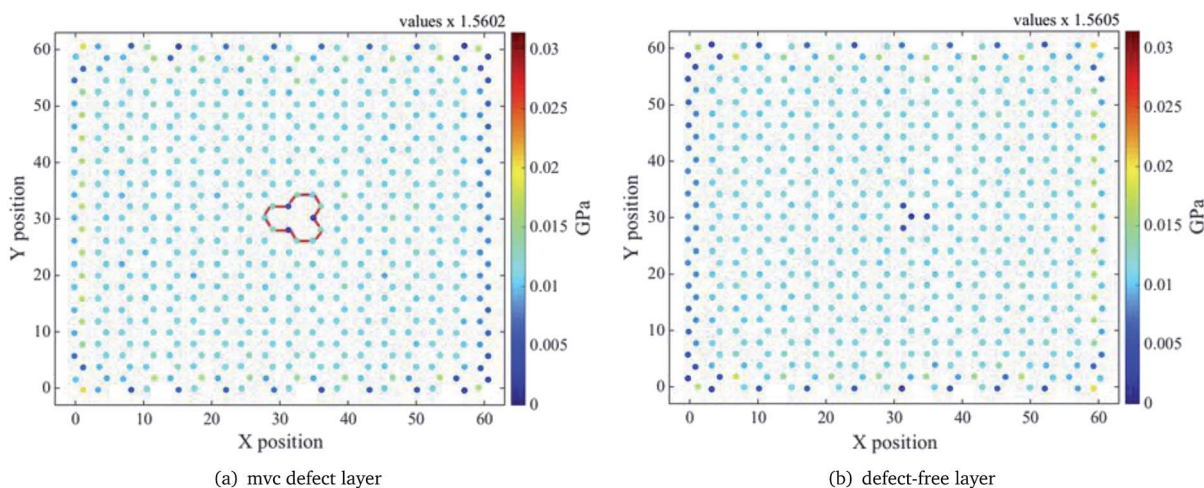 values x 1.5602
60
50
40
30
20
10
0
Y position
0 10 20 30 40 50 60
X position
0.03
0.025
0.02
0.015
0.01
0.005
0
GPa
(a) mvc defect layer
values x 1.5605
60
50
40
30
20
10
0
Y position
0 10 20 30 40 50 60
X position
0.03
0.025
0.02
0.015
0.01
0.005
0
GPa
(b) defect-free layer